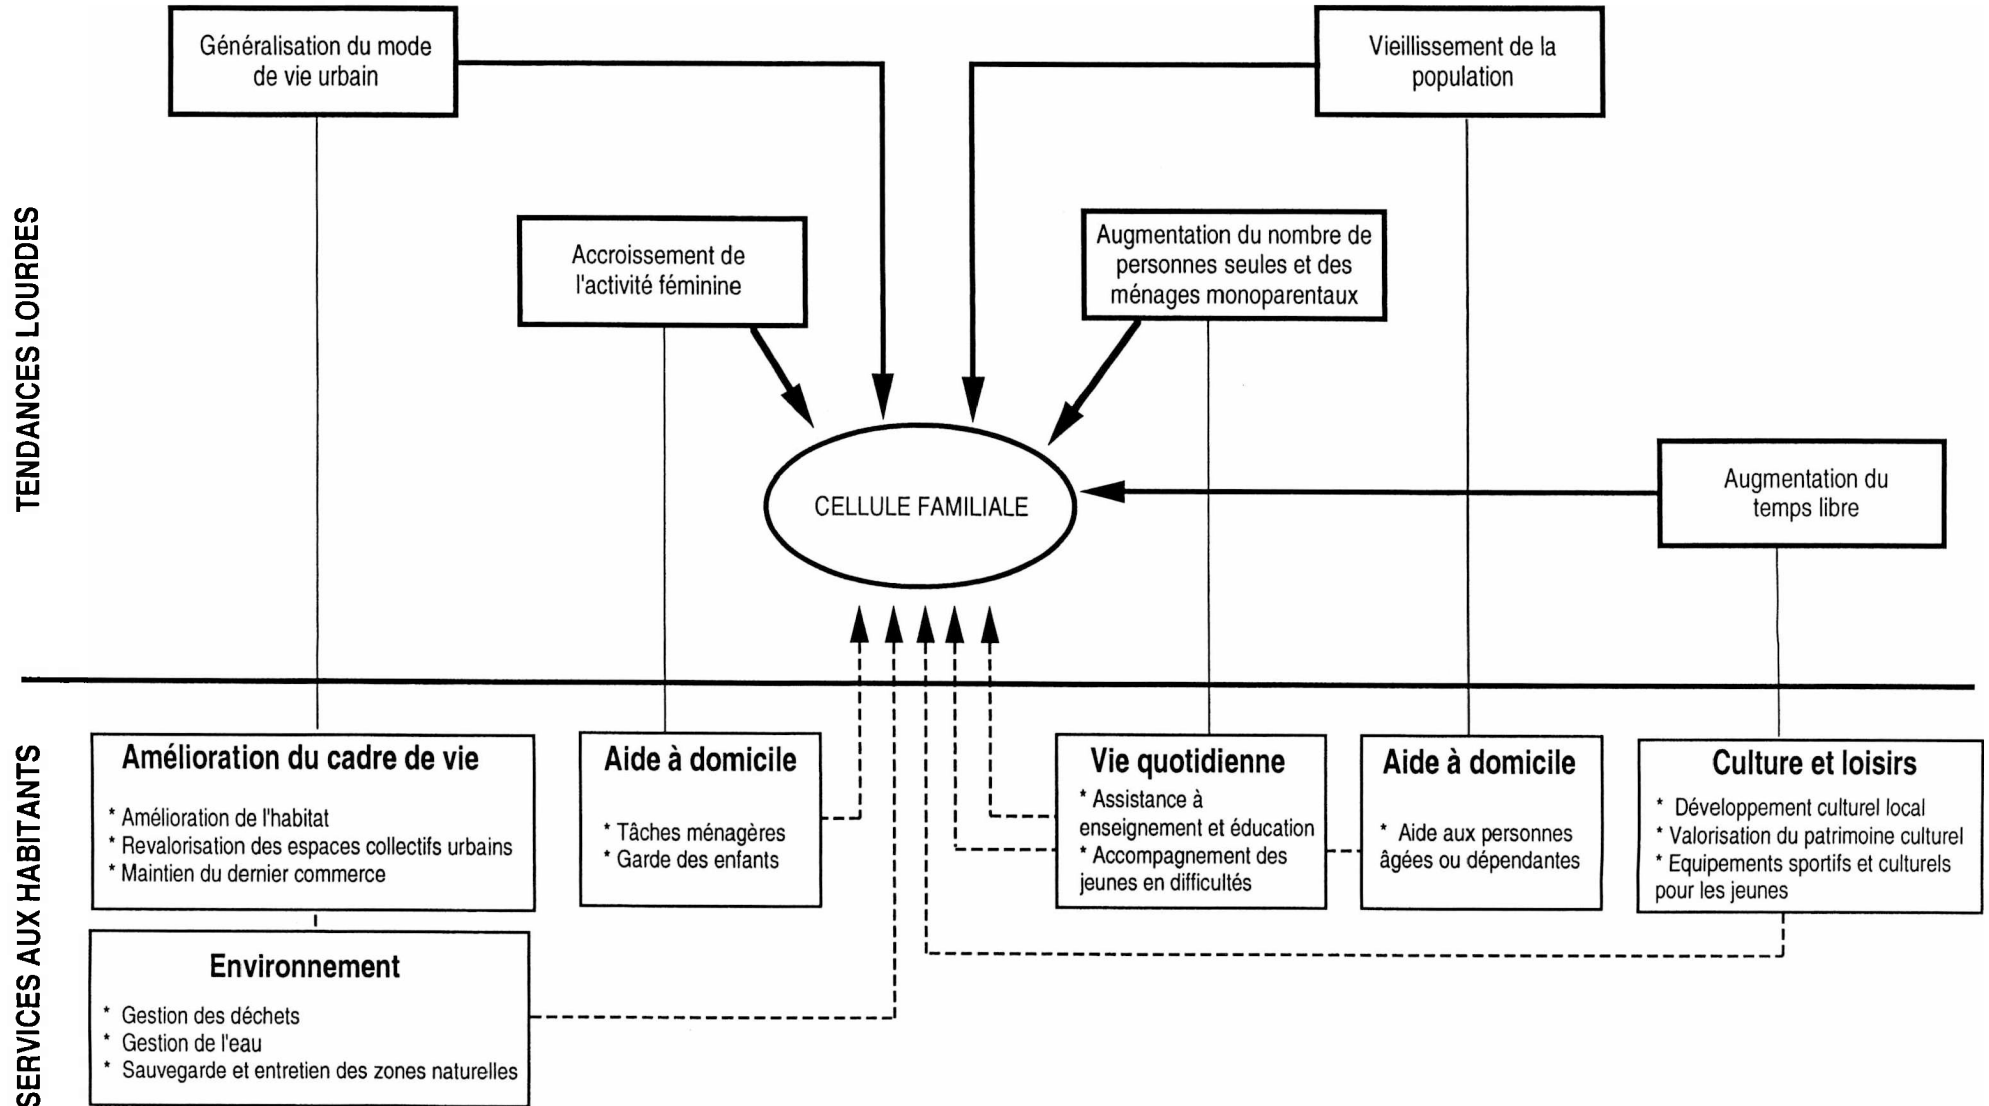 Généralisation du mode
de vie urbain
Vieillissement de la
population
TENDANCES LOURDES
Accroissement de
l'activité féminine
Augmentation du nombre de
personnes seules et des
ménages monoparentaux
CELLULE FAMILIALE
Augmentation du
temps libre
SERVICES AUX HABITANTS
Amélioration du cadre de vie
* Amélioration de l'habitat
* Revalorisation des espaces collectifs urbains
* Maintien du dernier commerce
Aide à domicile
* Tâches ménagères
* Garde des enfants
Vie quotidienne
* Assistance à
enseignement et éducation
* Accompagnement des
jeunes en difficultés
Aide à domicile
* Aide aux personnes
âgées ou dépendantes
Culture et loisirs
* Développement culturel local
* Valorisation du patrimoine culturel
* Equipements sportifs et culturels
pour les jeunes
Environnement
* Gestion des déchets
* Gestion de l'eau
* Sauvegarde et entretien des zones naturelles